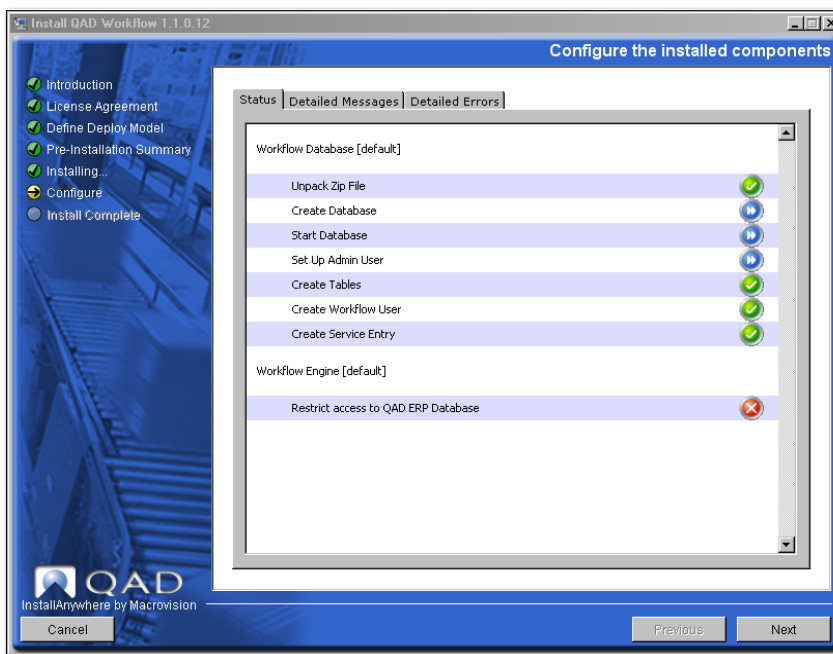 Install QAD Workflow 1.1.0.12
Configure the installed components
Introduction
License Agreement
Define Deploy Model
Pre-Installation Summary
Installing...
Configure
Install Complete
Status
Detailed Messages
Detailed Errors
Workflow Database [default]
Unpack Zip File
Create Database
Start Database
Set Up Admin User
Create Tables
Create Workflow User
Create Service Entry
Workflow Engine [default]
Restrict access to QAD ERP Database
QAD
InstallAnywhere by Macrovision
Cancel
Previous
Next